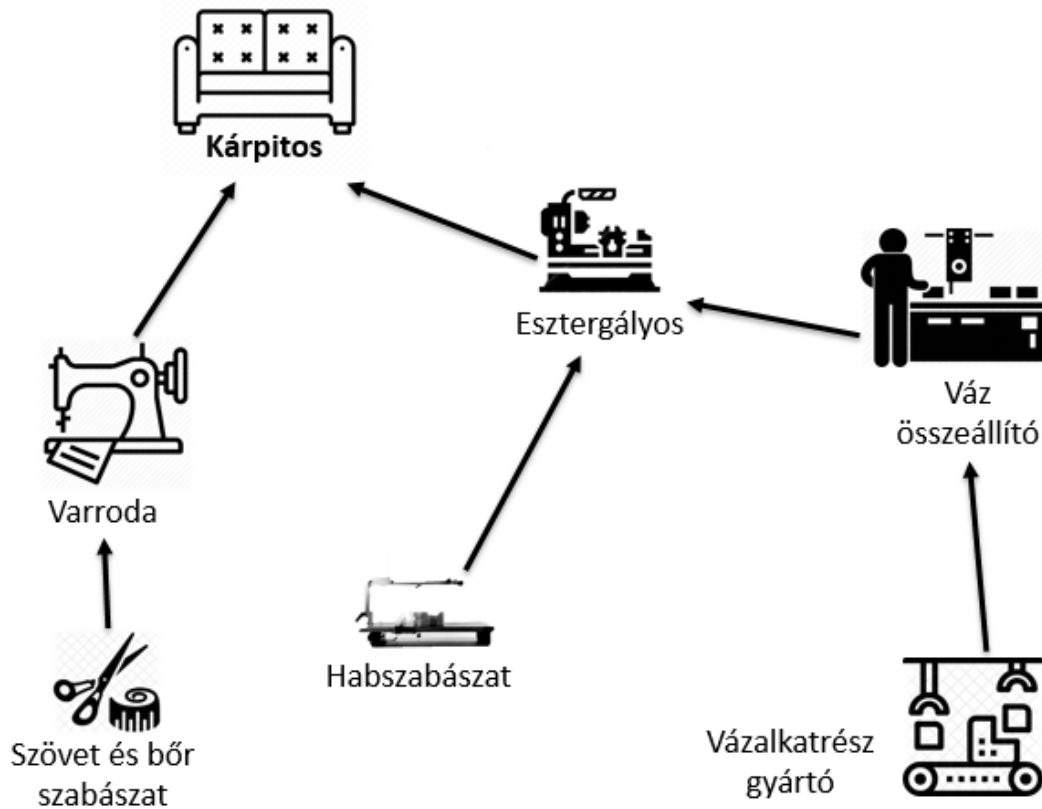 Kárpitos
Esztergályos
Váz
összeállító
Varroda
Habszabászat
Szövet és bőr
szabászat
Vázalkatrész
gyártó